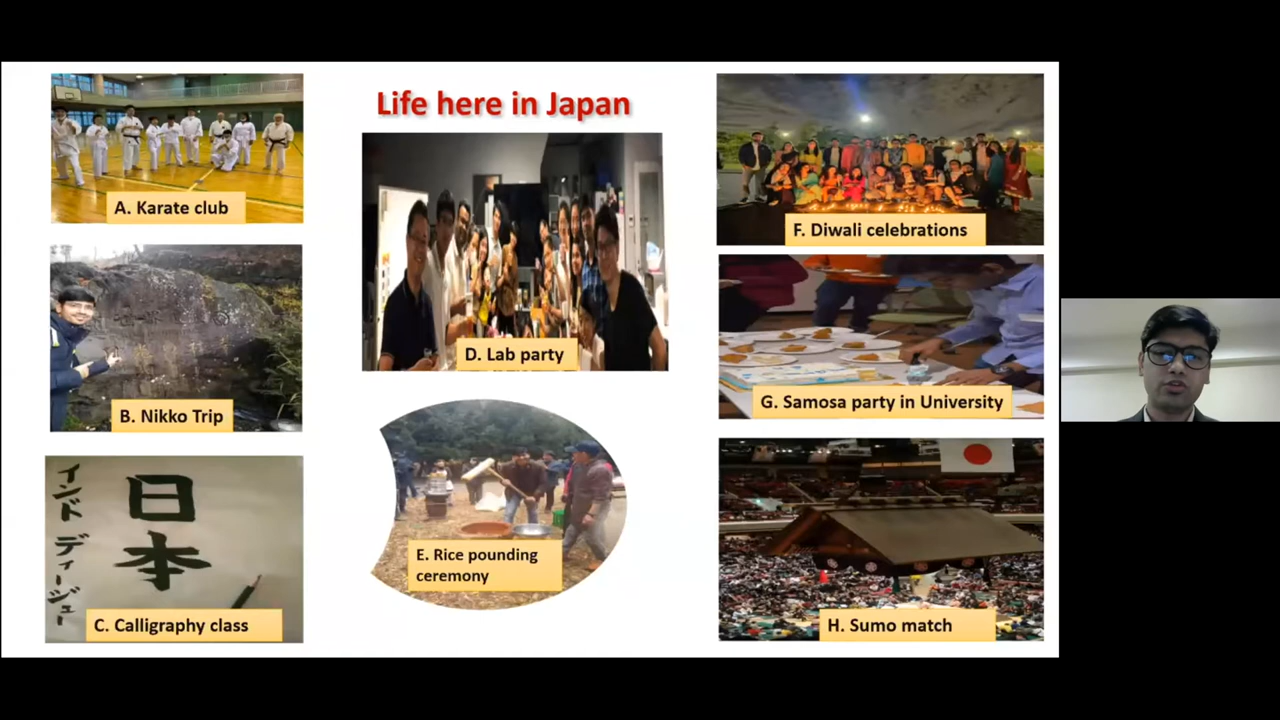 Life here in Japan
A. Karate club
B. Nikko Trip
日本
インド ディージュー
C. Calligraphy class
D. Lab party
E. Rice pounding
ceremony
F. Diwali celebrations
G. Samosa party in University
H. Sumo match